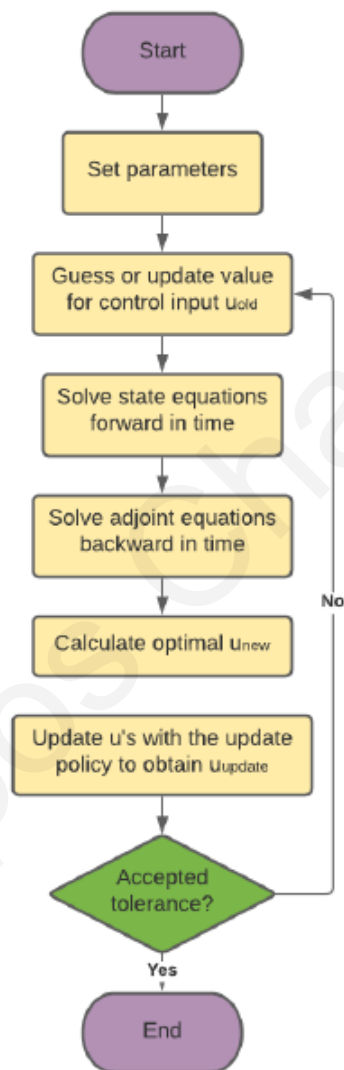 Start
Set parameters
Guess or update value
for control input uold
Solve state equations
forward in time
Solve adjoint equations
backward in time
No
Calculate optimal unew
Update u's with the update
policy to obtain uupdate
Accepted
tolerance?
Yes
End